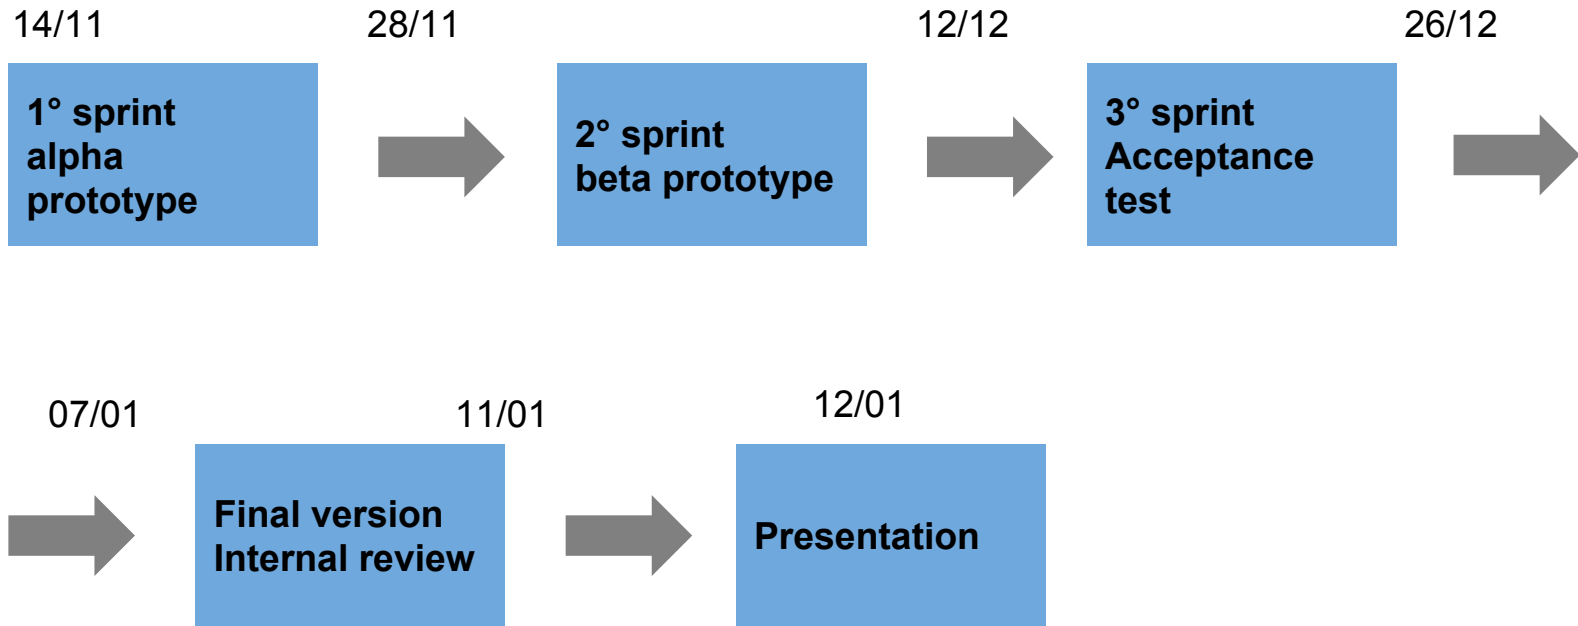 14/11
28/11
12/12
26/12
1° sprint
alpha
prototype
2° sprint
beta prototype
3° sprint
Acceptance
test
07/01
11/01
12/01
Final version
Internal review
Presentation